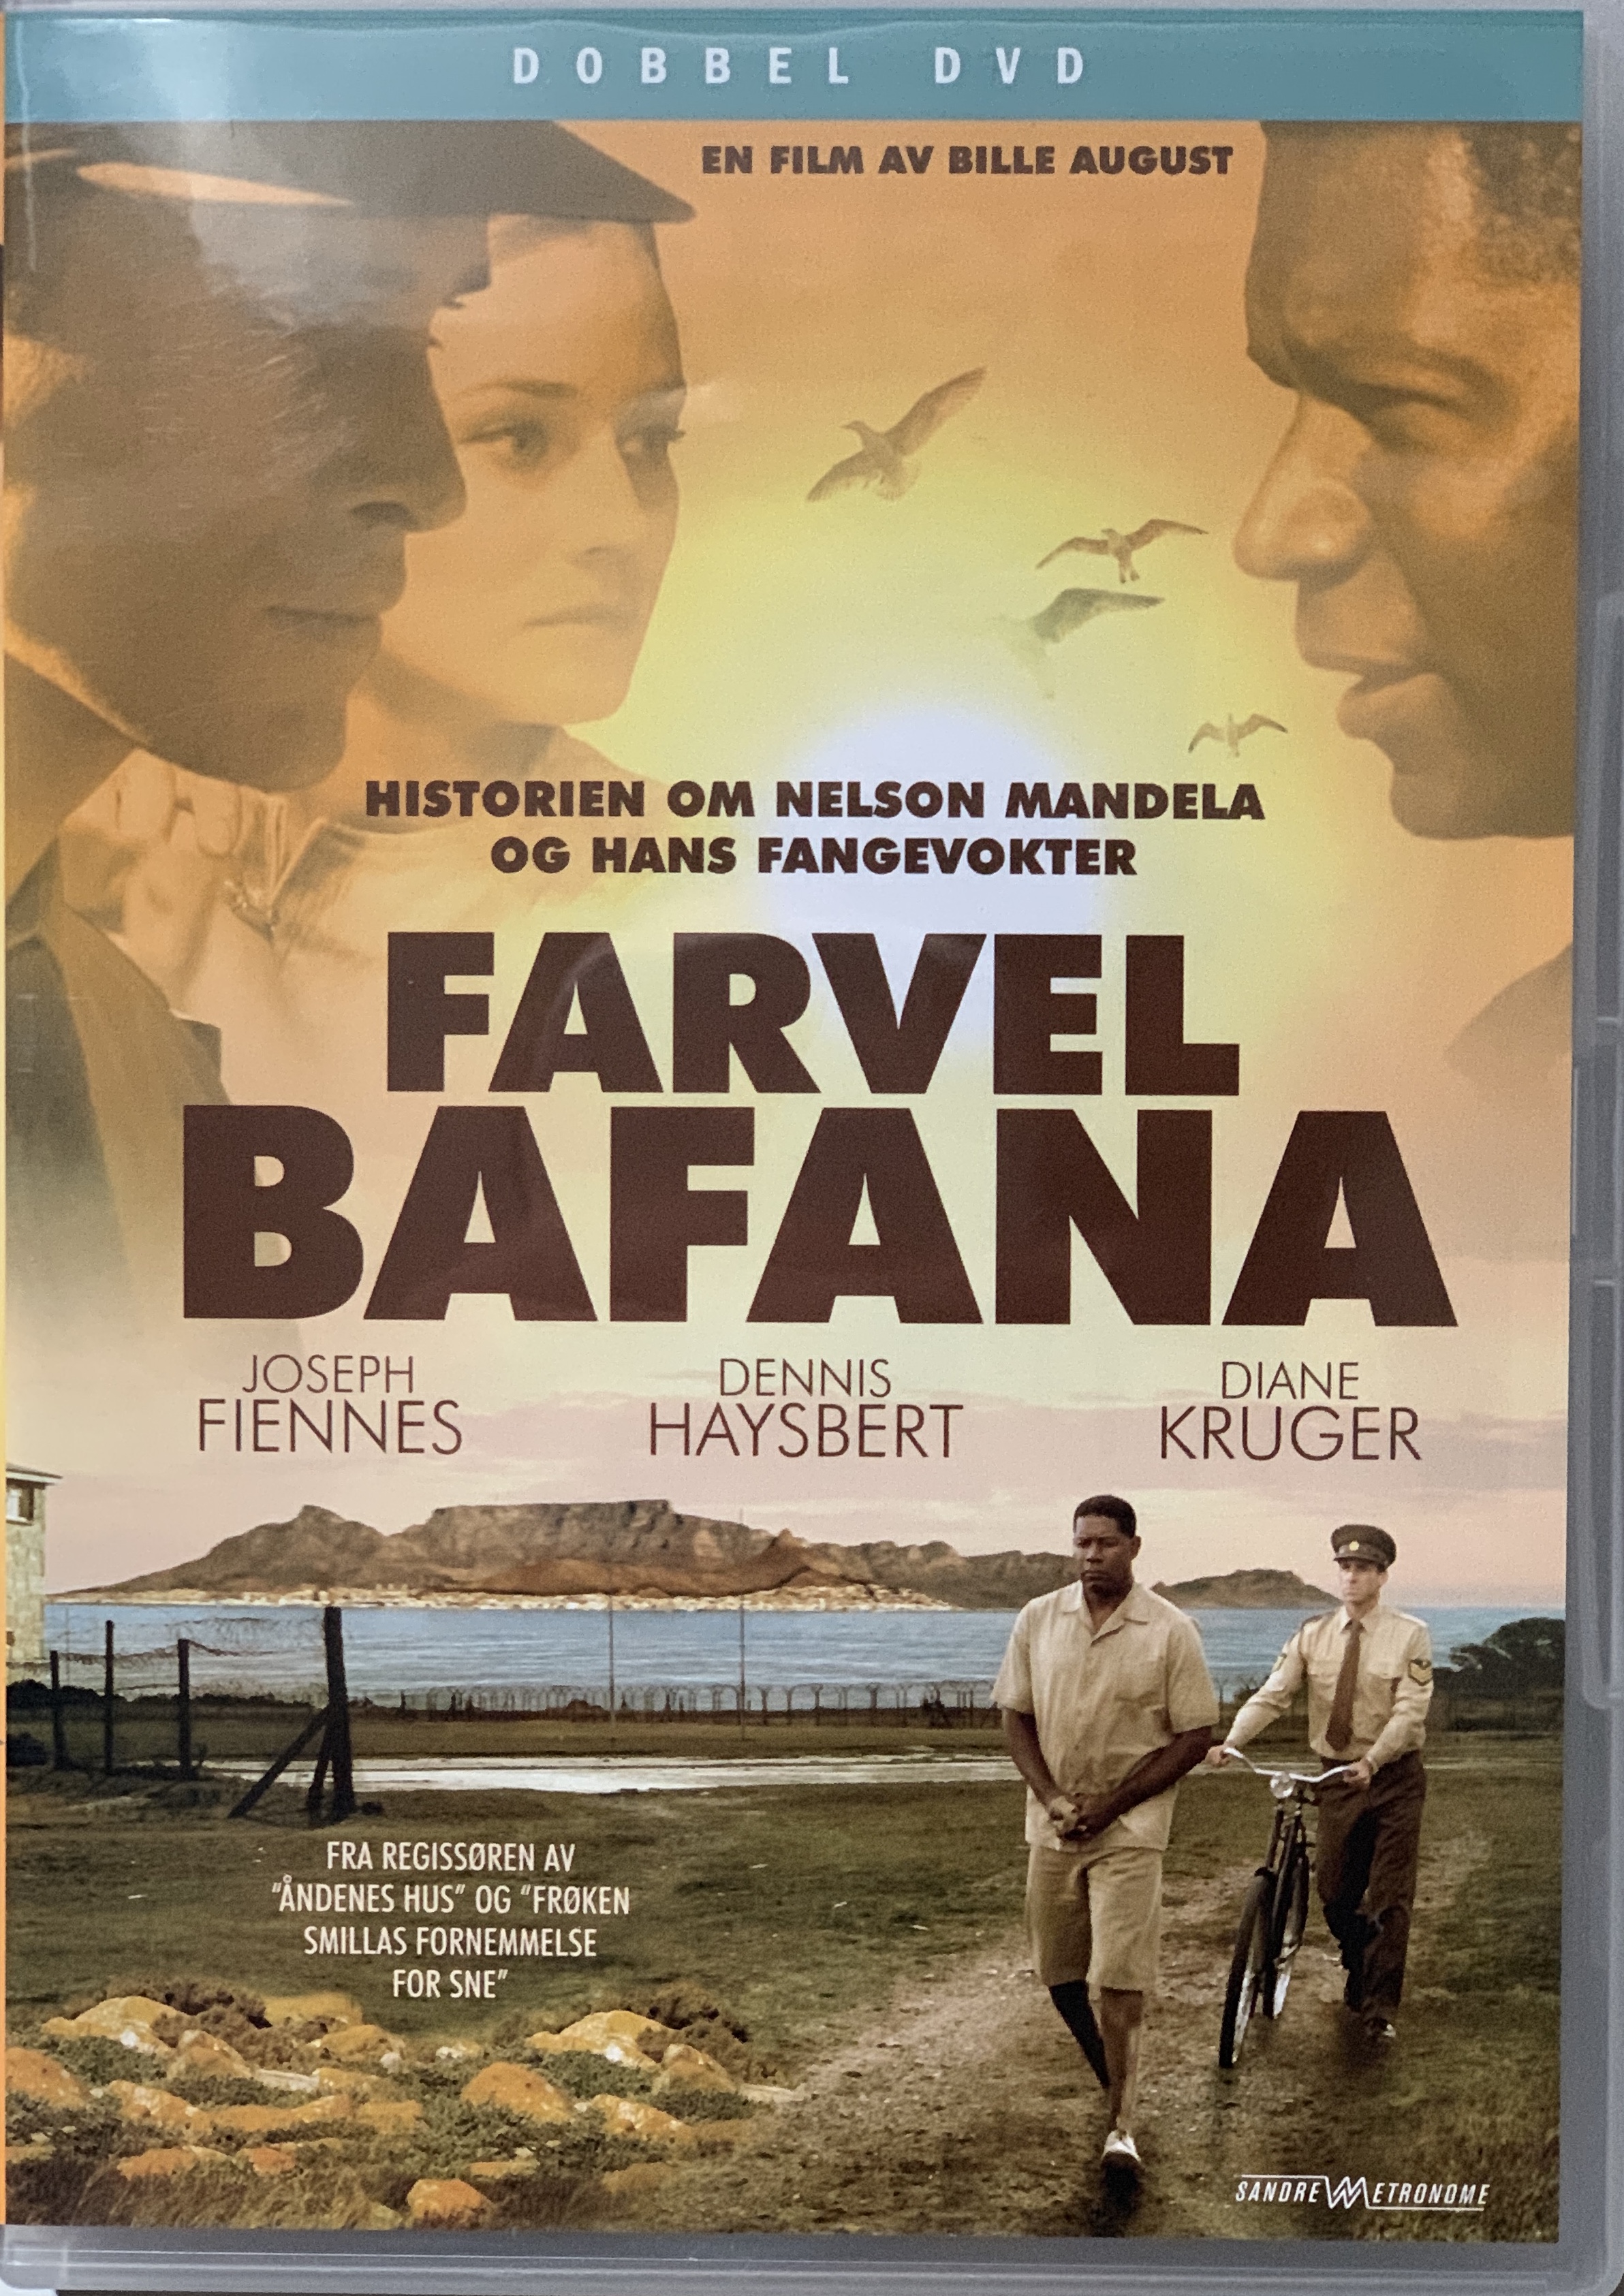 DOBBEL DVD
EN FILM AV BILLE AUGUST
HISTORIEN OM NELSON MANDELA
OG HANS FANGEVOKTER
FARVEL
BAFANA
JOSEPH
FIENNES
DENNIS
HAYSBERT
DIANE
KRUGER
FRA REGISSØREN AV
"ÅNDENES HUS" OG "FRØKEN
SMILLAS FORNEMMELSE
FOR SNE"
SANDREW METRONOME